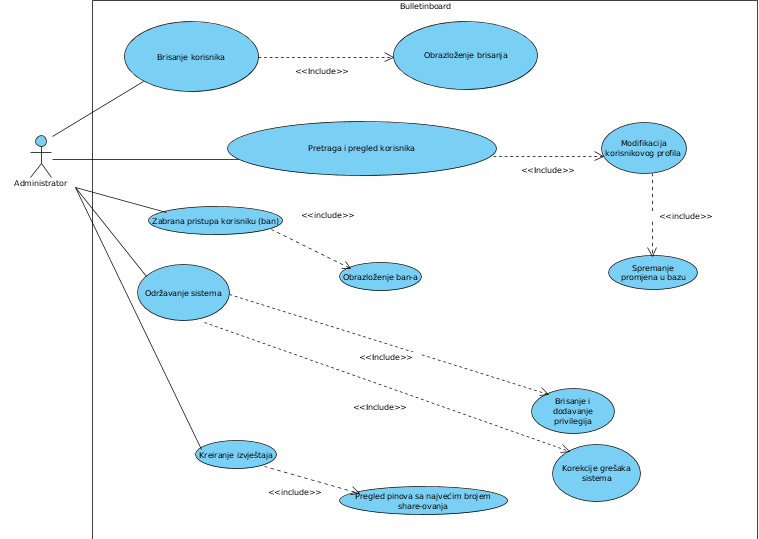 Bulletinboard
Brisanje korisnika
Obrazloženje brisanja
<<Include>>
Pretraga i pregled korisnika
Modifikacija
korisnikovog profila
<<Include>>
Administrator
Zabrana pristupa korisniku (ban)
<<include>>
<<include>>
Obrazloženje ban-a
Spremanje
promjena u bazu
Održavanje sistema
<<Include>>
<<Include>>
Brisanje i
dodavanje
privilegija
Kreiranje izvještaja
Korekcije grešaka
sistema
<<include>>
Pregled pinova sa najvećim brojem
share-ovanja